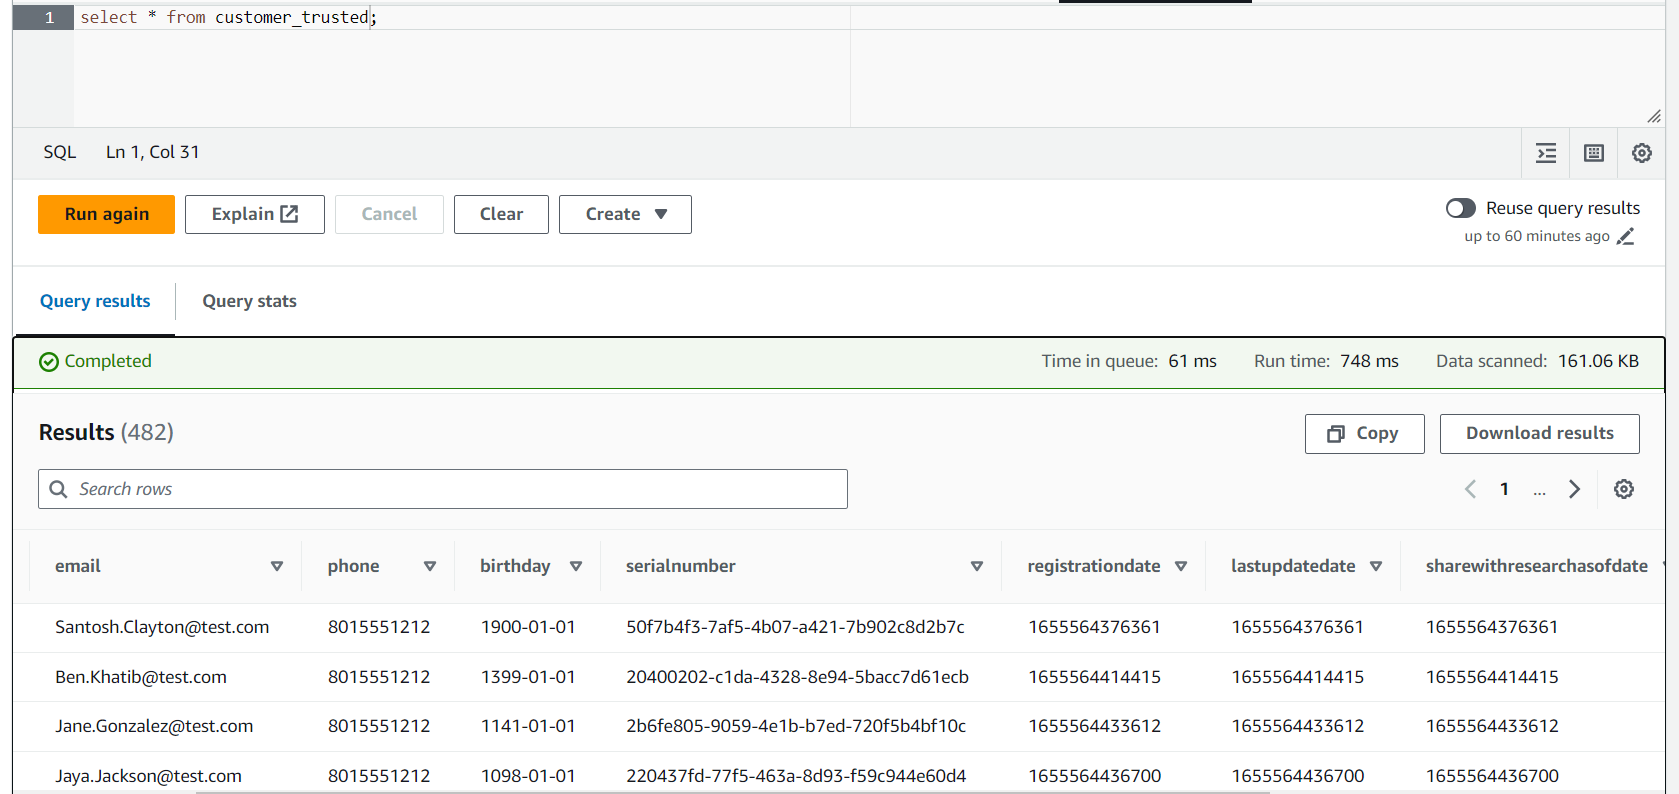 1 select * from customer_trusted;
SQL Ln 1, Col 31
Run again Explain Cancel Clear Create Reuse query results
up to 60 minutes ago
Query results Query stats
Completed Time in queue: 61 ms Run time: 748 ms Data scanned: 161.06 KB
Results (482) Copy Download results
Search rows 1 ...
email phone birthday serialnumber registrationdate lastupdatedate sharewithresearchasofdate
Santosh.Clayton@test.com 8015551212 1900-01-01 50f7b4f3-7af5-4b07-a421-7b902c8d2b7c 1655564376361 1655564376361 1655564376361
Ben.Khatib@test.com 8015551212 1399-01-01 20400202-c1da-4328-8e94-5bacc7d61ecb 1655564414415 1655564414415 1655564414415
Jane.Gonzalez@test.com 8015551212 1141-01-01 2b6fe805-9059-4e1b-b7ed-720f5b4bf10c 1655564433612 1655564433612 1655564433612
Jaya.Jackson@test.com 8015551212 1098-01-01 220437fd-77f5-463a-8d93-f59c944e60d4 1655564436700 1655564436700 1655564436700